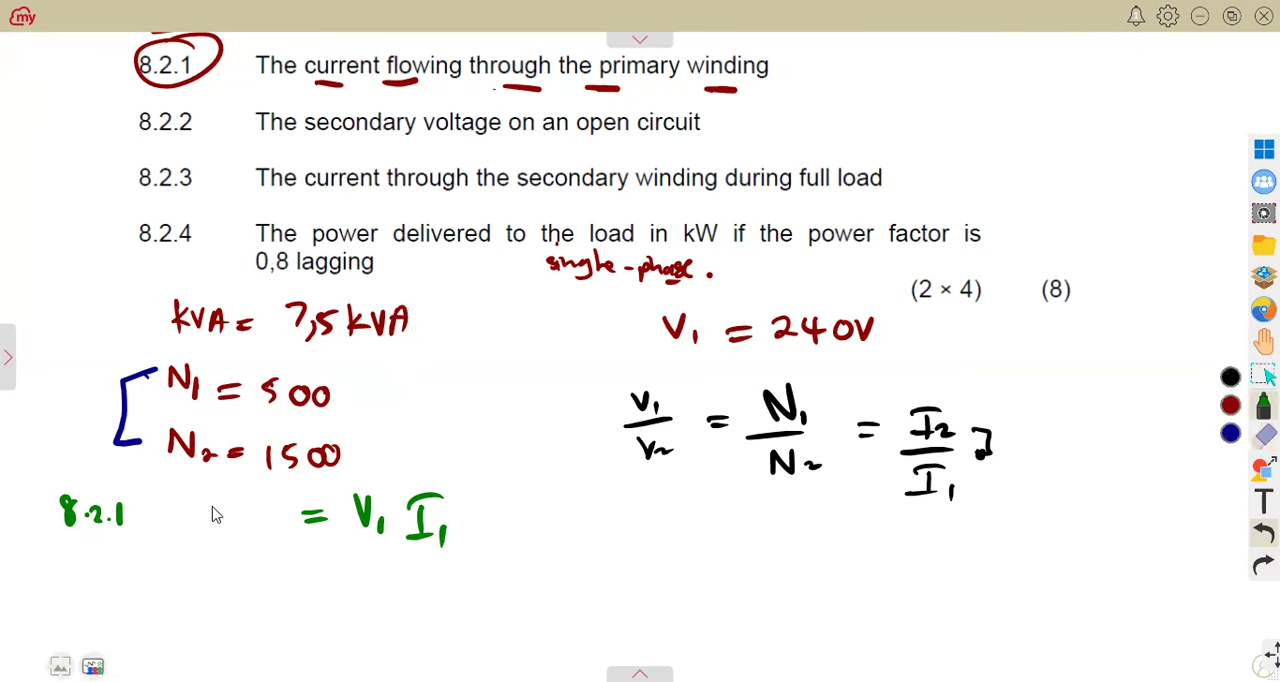 my
8.2.1 The current flowing through the primary winding
8.2.2 The secondary voltage on an open circuit
8.2.3 The current through the secondary winding during full load
8.2.4 The power delivered to the load in kW if the power factor is
0,8 lagging
single-phase.
(2 × 4) (8)
kVA = 7,5 kVA
V₁ = 240V
N₁ = 500
N₂ = 1500
V₁/V₂ = N₁/N₂ = I₂/I₁
8.2.1 = V₁ I₁